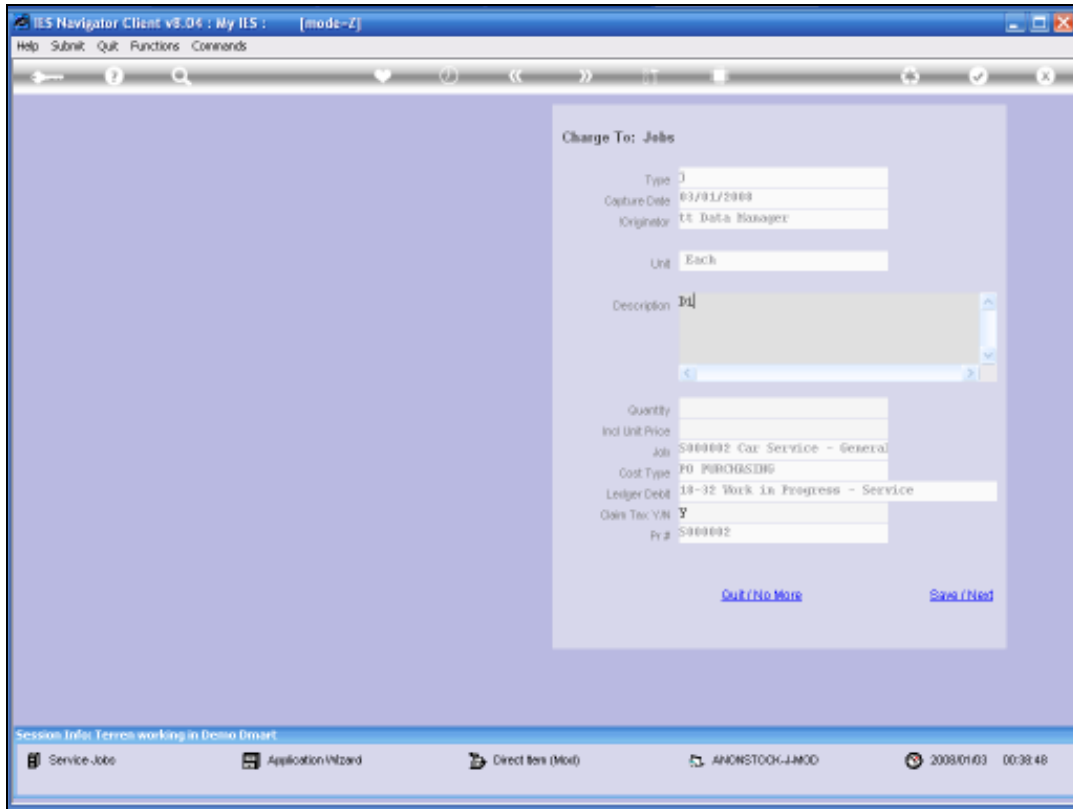 IES Navigator Client v8.04 : My IES : [mode=Z]
Help Submit Quit Functions Commands
Charge To: Jobs
Type J
Capture Date 03/01/2008
!Originator tt Data Manager
Unit Each
Description Di
Quantity
Incl Unit Price
Job S000002 Car Service - General
Cost Type PO PURCHASING
Ledger Debit 18-32 Work in Progress - Service
Claim Tax: Y/N Y
Pr # S000002
Quit / No More Save / Next
Session Info: Terren working in Demo Dmart
Service Jobs Application Wizard Direct Item (Mod) ANONSTOCK-J-MOD 2008/01/03 00:38:48